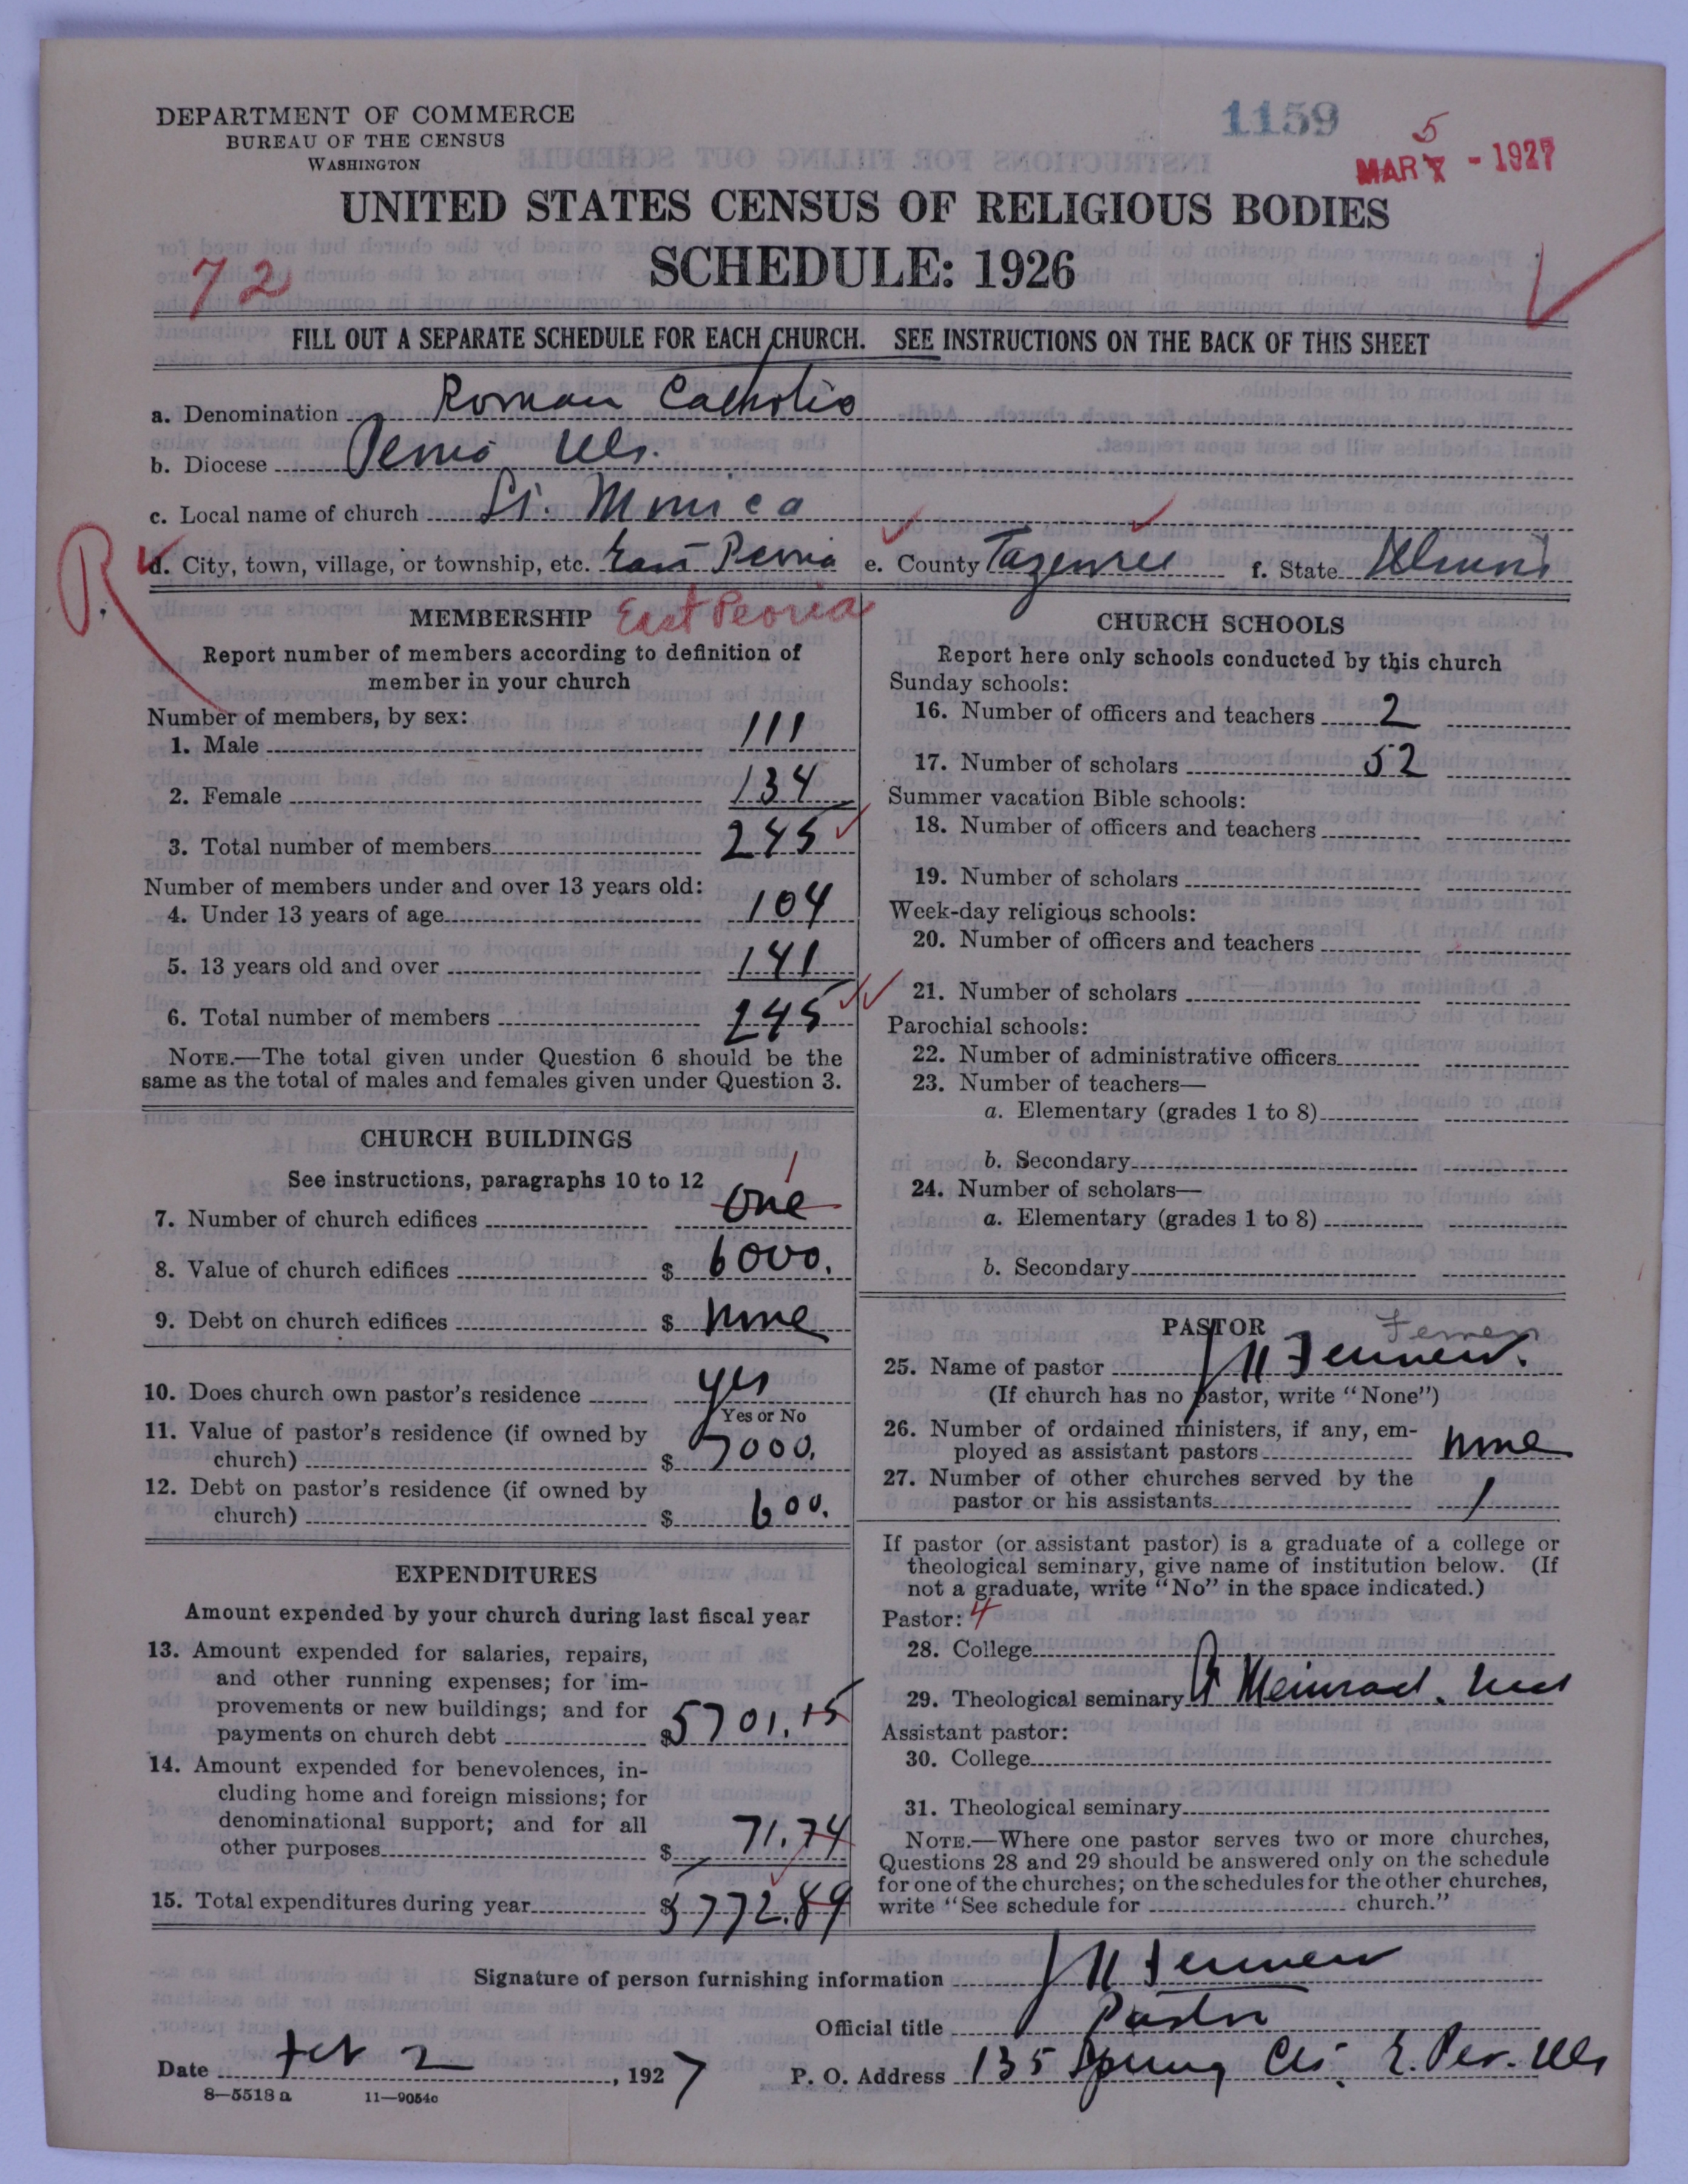 DEPARTMENT OF COMMERCE
BUREAU OF THE CENSUS
WASHINGTON
1159
5
MAR 7 - 1927
UNITED STATES CENSUS OF RELIGIOUS BODIES
SCHEDULE: 1926
72
FILL OUT A SEPARATE SCHEDULE FOR EACH CHURCH. SEE INSTRUCTIONS ON THE BACK OF THIS SHEET
a. Denomination Roman Catholic
b. Diocese Peoria Ills.
c. Local name of church St. Monica
R d. City, town, village, or township, etc. East Peoria e. County Tazewell f. State Illinois
MEMBERSHIP East Peoria
Report number of members according to definition of
member in your church
Number of members, by sex:
1. Male 111
2. Female 134
3. Total number of members 245
Number of members under and over 13 years old:
4. Under 13 years of age 104
5. 13 years old and over 141
6. Total number of members 245
NOTE.—The total given under Question 6 should be the
same as the total of males and females given under Question 3.
CHURCH BUILDINGS
See instructions, paragraphs 10 to 12
1
7. Number of church edifices one
8. Value of church edifices $ 6000.
9. Debt on church edifices $ none
10. Does church own pastor's residence yes
Yes or No
11. Value of pastor's residence (if owned by
church) $ 7000.
12. Debt on pastor's residence (if owned by
church) $ 600.
EXPENDITURES
Amount expended by your church during last fiscal year
13. Amount expended for salaries, repairs,
and other running expenses; for im-
provements or new buildings; and for
payments on church debt $5701.15
14. Amount expended for benevolences, in-
cluding home and foreign missions; for
denominational support; and for all
other purposes $ 71.74
15. Total expenditures during year $5772.89
CHURCH SCHOOLS
Report here only schools conducted by this church
Sunday schools:
16. Number of officers and teachers 2
17. Number of scholars 52
Summer vacation Bible schools:
18. Number of officers and teachers
19. Number of scholars
Week-day religious schools:
20. Number of officers and teachers
21. Number of scholars
Parochial schools:
22. Number of administrative officers
23. Number of teachers—
a. Elementary (grades 1 to 8)
b. Secondary
24. Number of scholars—
a. Elementary (grades 1 to 8)
b. Secondary
PASTOR
25. Name of pastor
(If church has no pastor, write "None")
26. Number of ordained ministers, if any, em-
ployed as assistant pastors none
27. Number of other churches served by the
pastor or his assistants 1
If pastor (or assistant pastor) is a graduate of a college or
theological seminary, give name of institution below. (If
not a graduate, write "No" in the space indicated.)
Pastor: 4
28. College
29. Theological seminary St Meinrad. Ind
Assistant pastor:
30. College
31. Theological seminary
NOTE.—Where one pastor serves two or more churches,
Questions 28 and 29 should be answered only on the schedule
for one of the churches; on the schedules for the other churches,
write "See schedule for church."
Signature of person furnishing information
Official title Pastor
Date Feb 2, 1927 P. O. Address 135 Spring Ct. E. Peo. Ills
8—5518 a 11—9054c